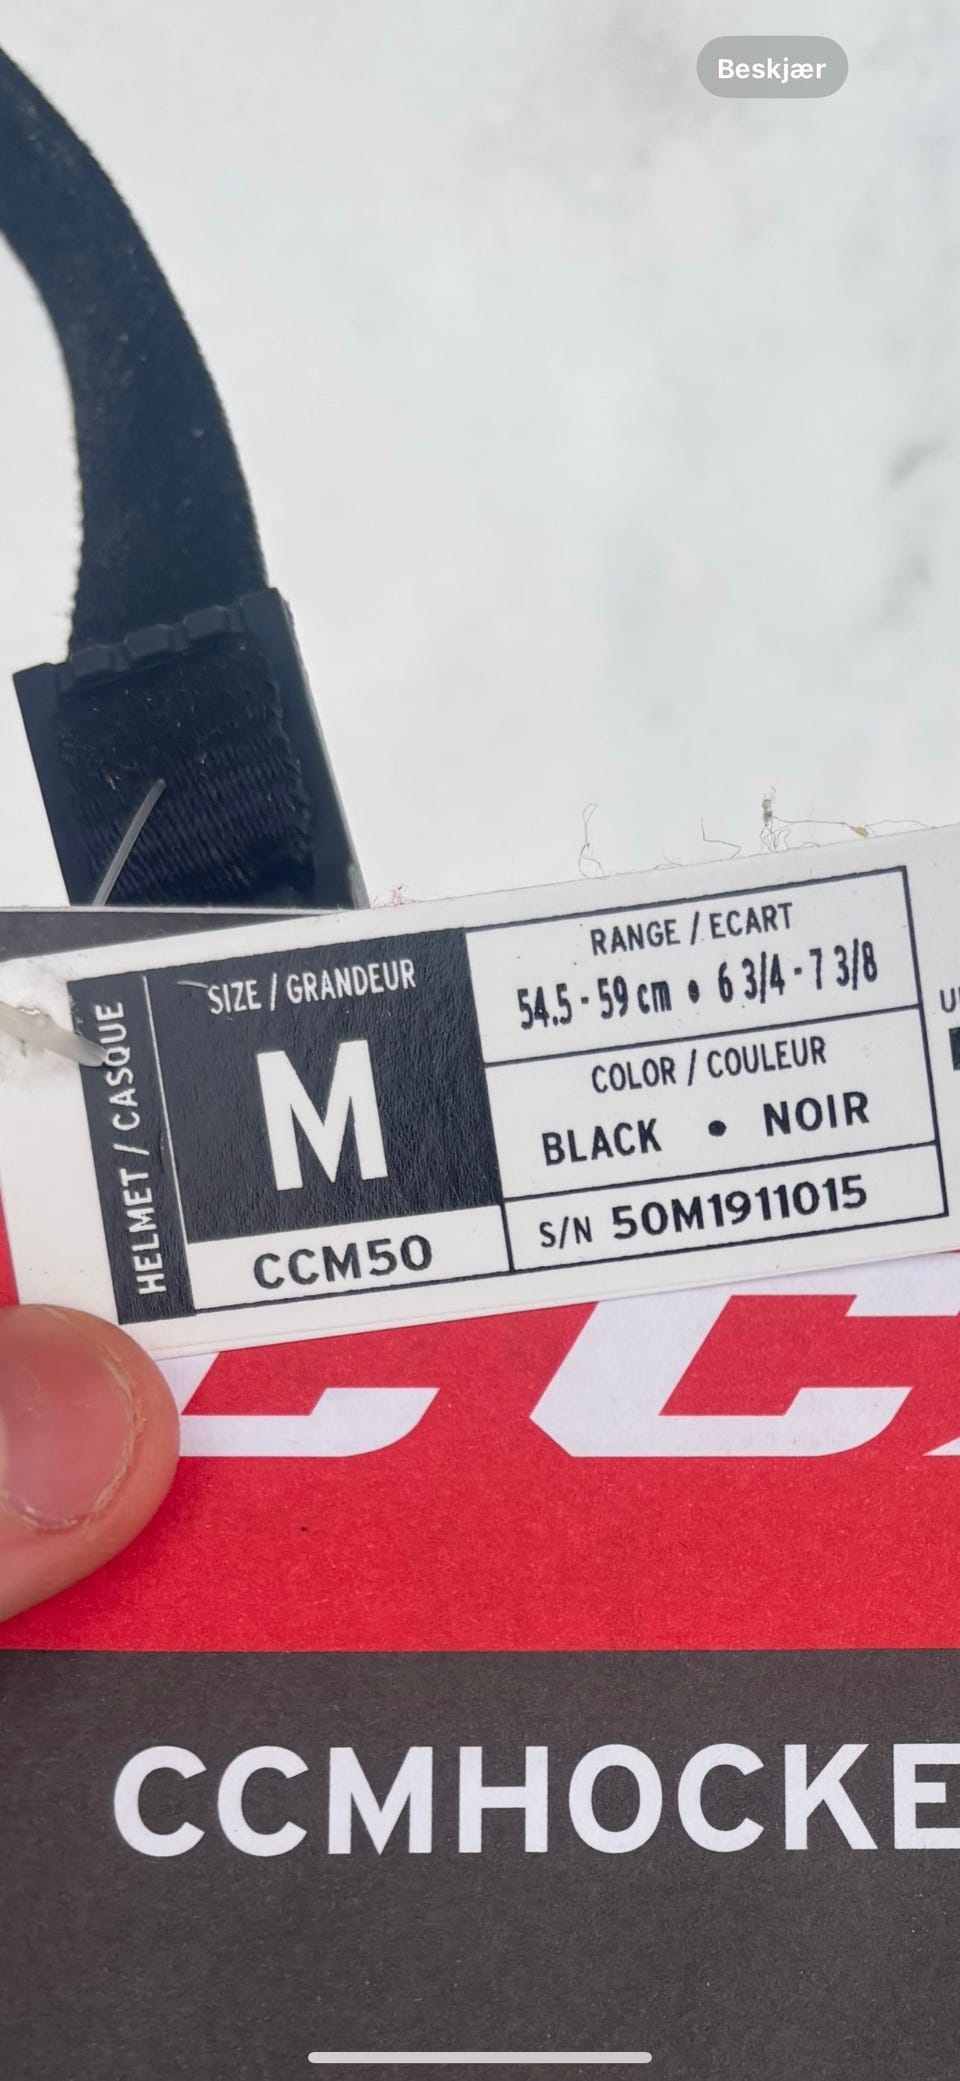 Beskjær
HELMET / CASQUE
SIZE / GRANDEUR
M
CCM50
RANGE / ECART
54.5 - 59 cm • 6 3/4 - 7 3/8
COLOR / COULEUR
BLACK • NOIR
S/N 50M1911015
CC
CCMHOCKE